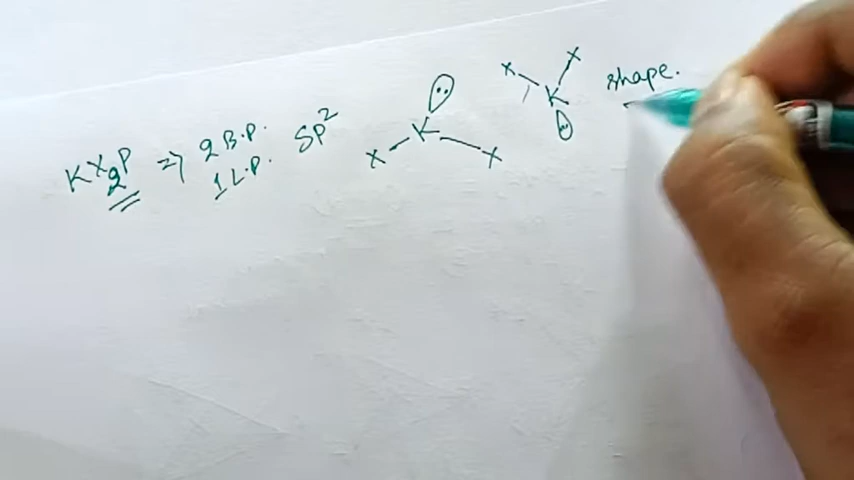 KX₂P ⇒ 2 B.P. SP²
1 L.P.
K
X X
X X
K
shape.